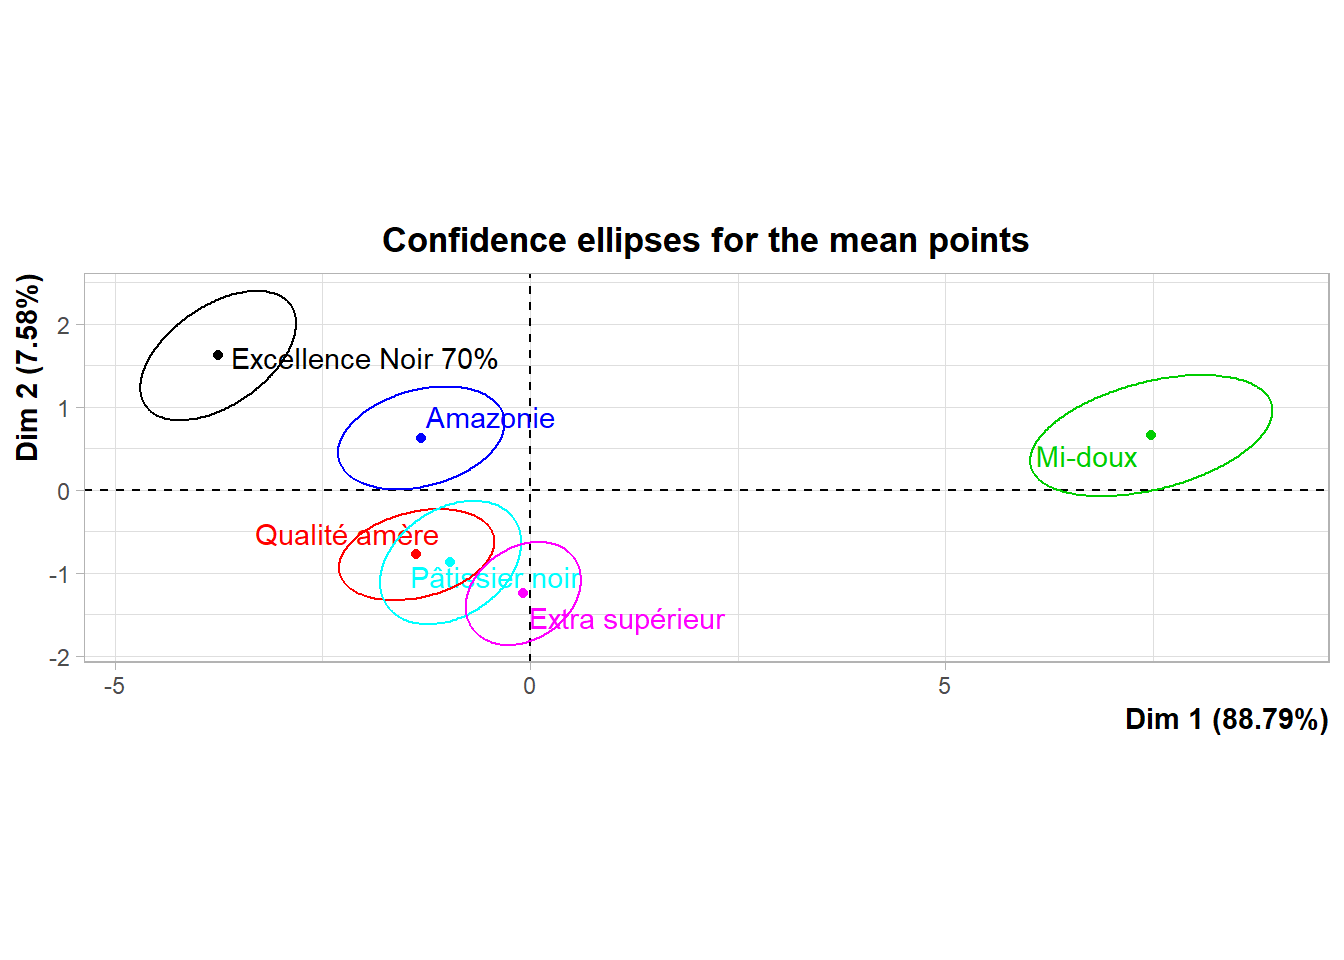 Confidence ellipses for the mean points
Dim 2 (7.58%)
2
1
0
-1
-2
Excellence Noir 70%
Amazonie
Mi-doux
Qualité amère
Pâtissier noir
Extra supérieur
-5
0
5
Dim 1 (88.79%)